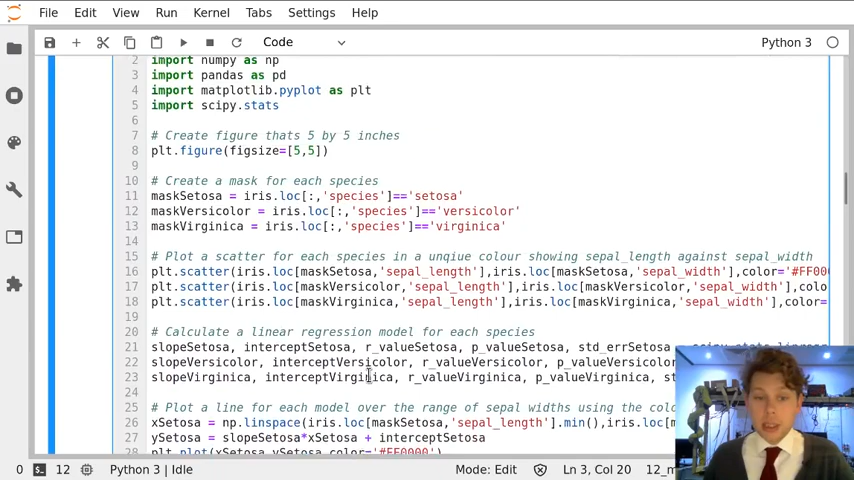 File Edit View Run Kernel Tabs Settings Help
Code Python 3
2 import numpy as np
3 import pandas as pd
4 import matplotlib.pyplot as plt
5 import scipy.stats
6
7 # Create figure thats 5 by 5 inches
8 plt.figure(figsize=[5,5])
9
10 # Create a mask for each species
11 maskSetosa = iris.loc[:,'species']=='setosa'
12 maskVersicolor = iris.loc[:,'species']=='versicolor'
13 maskVirginica = iris.loc[:,'species']=='virginica'
14
15 # Plot a scatter for each species in a unqiue colour showing sepal_length against sepal_width
16 plt.scatter(iris.loc[maskSetosa,'sepal_length'],iris.loc[maskSetosa,'sepal_width'],color='#FF00
17 plt.scatter(iris.loc[maskVersicolor,'sepal_length'],iris.loc[maskVersicolor,'sepal_width'],colo
18 plt.scatter(iris.loc[maskVirginica,'sepal_length'],iris.loc[maskVirginica,'sepal_width'],color=
19
20 # Calculate a linear regression model for each species
21 slopeSetosa, interceptSetosa, r_valueSetosa, p_valueSetosa, std_errSetosa = scipy.stats.linregr
22 slopeVersicolor, interceptVersicolor, r_valueVersicolor, p_valueVersicolor
23 slopeVirginica, interceptVirginica, r_valueVirginica, p_valueVirginica, st
24
25 # Plot a line for each model over the range of sepal widths using the colo
26 xSetosa = np.linspace(iris.loc[maskSetosa,'sepal_length'].min(),iris.loc[m
27 ySetosa = slopeSetosa*xSetosa + interceptSetosa
28 plt.plot(xSetosa,ySetosa,color='#FF0000')
0 12 Python 3 | Idle Mode: Edit Ln 3, Col 20 12_m